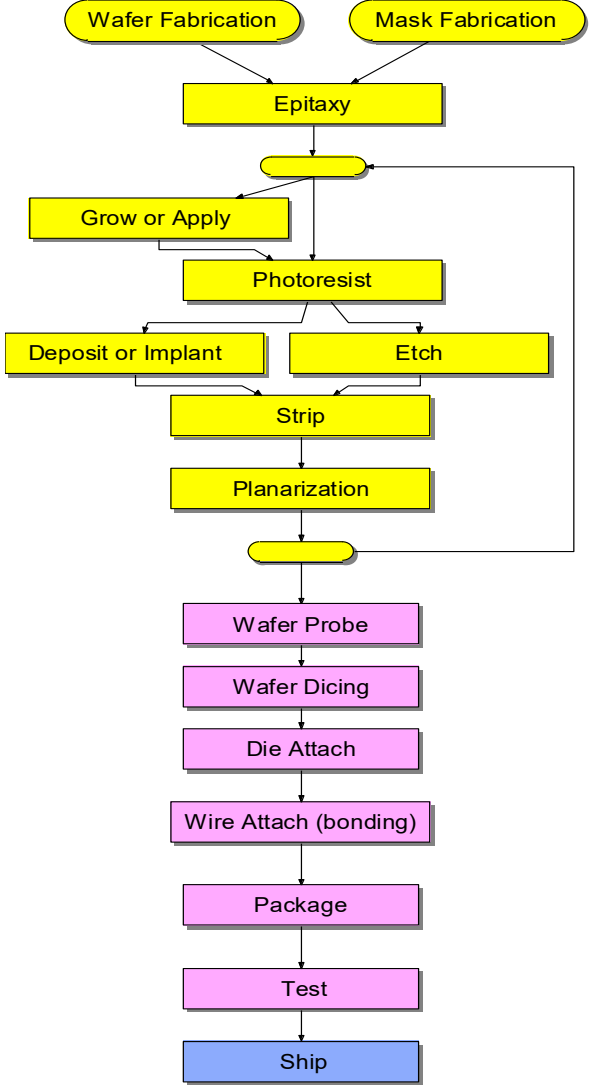 Wafer Fabrication
Mask Fabrication
Epitaxy
Grow or Apply
Photoresist
Deposit or Implant
Etch
Strip
Planarization
Wafer Probe
Wafer Dicing
Die Attach
Wire Attach (bonding)
Package
Test
Ship